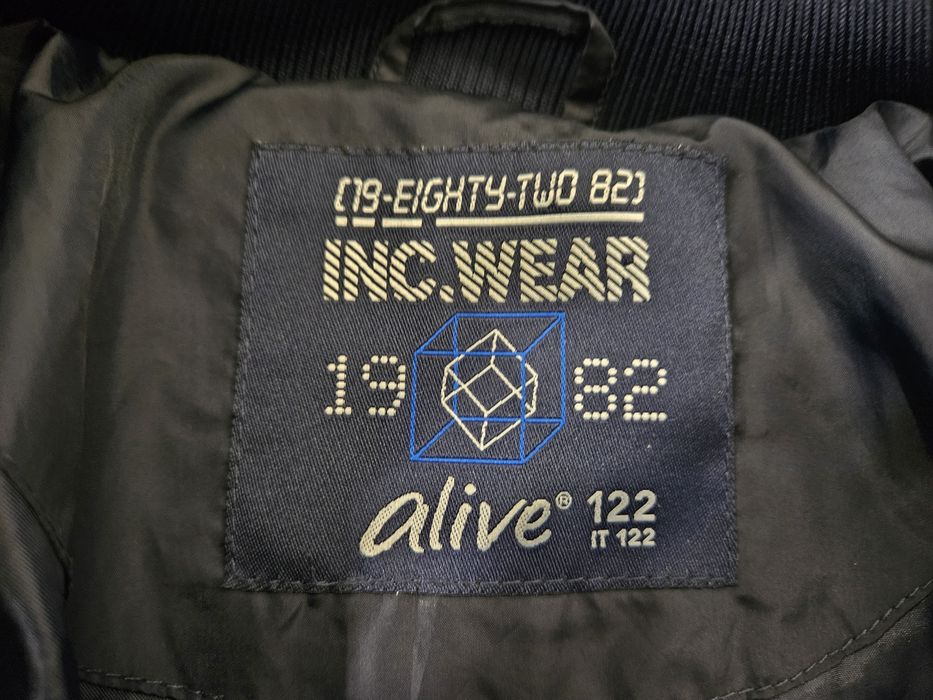 (19-EIGHTY-TWO 82)
INC.WEAR
19 82
alive® 122
IT 122